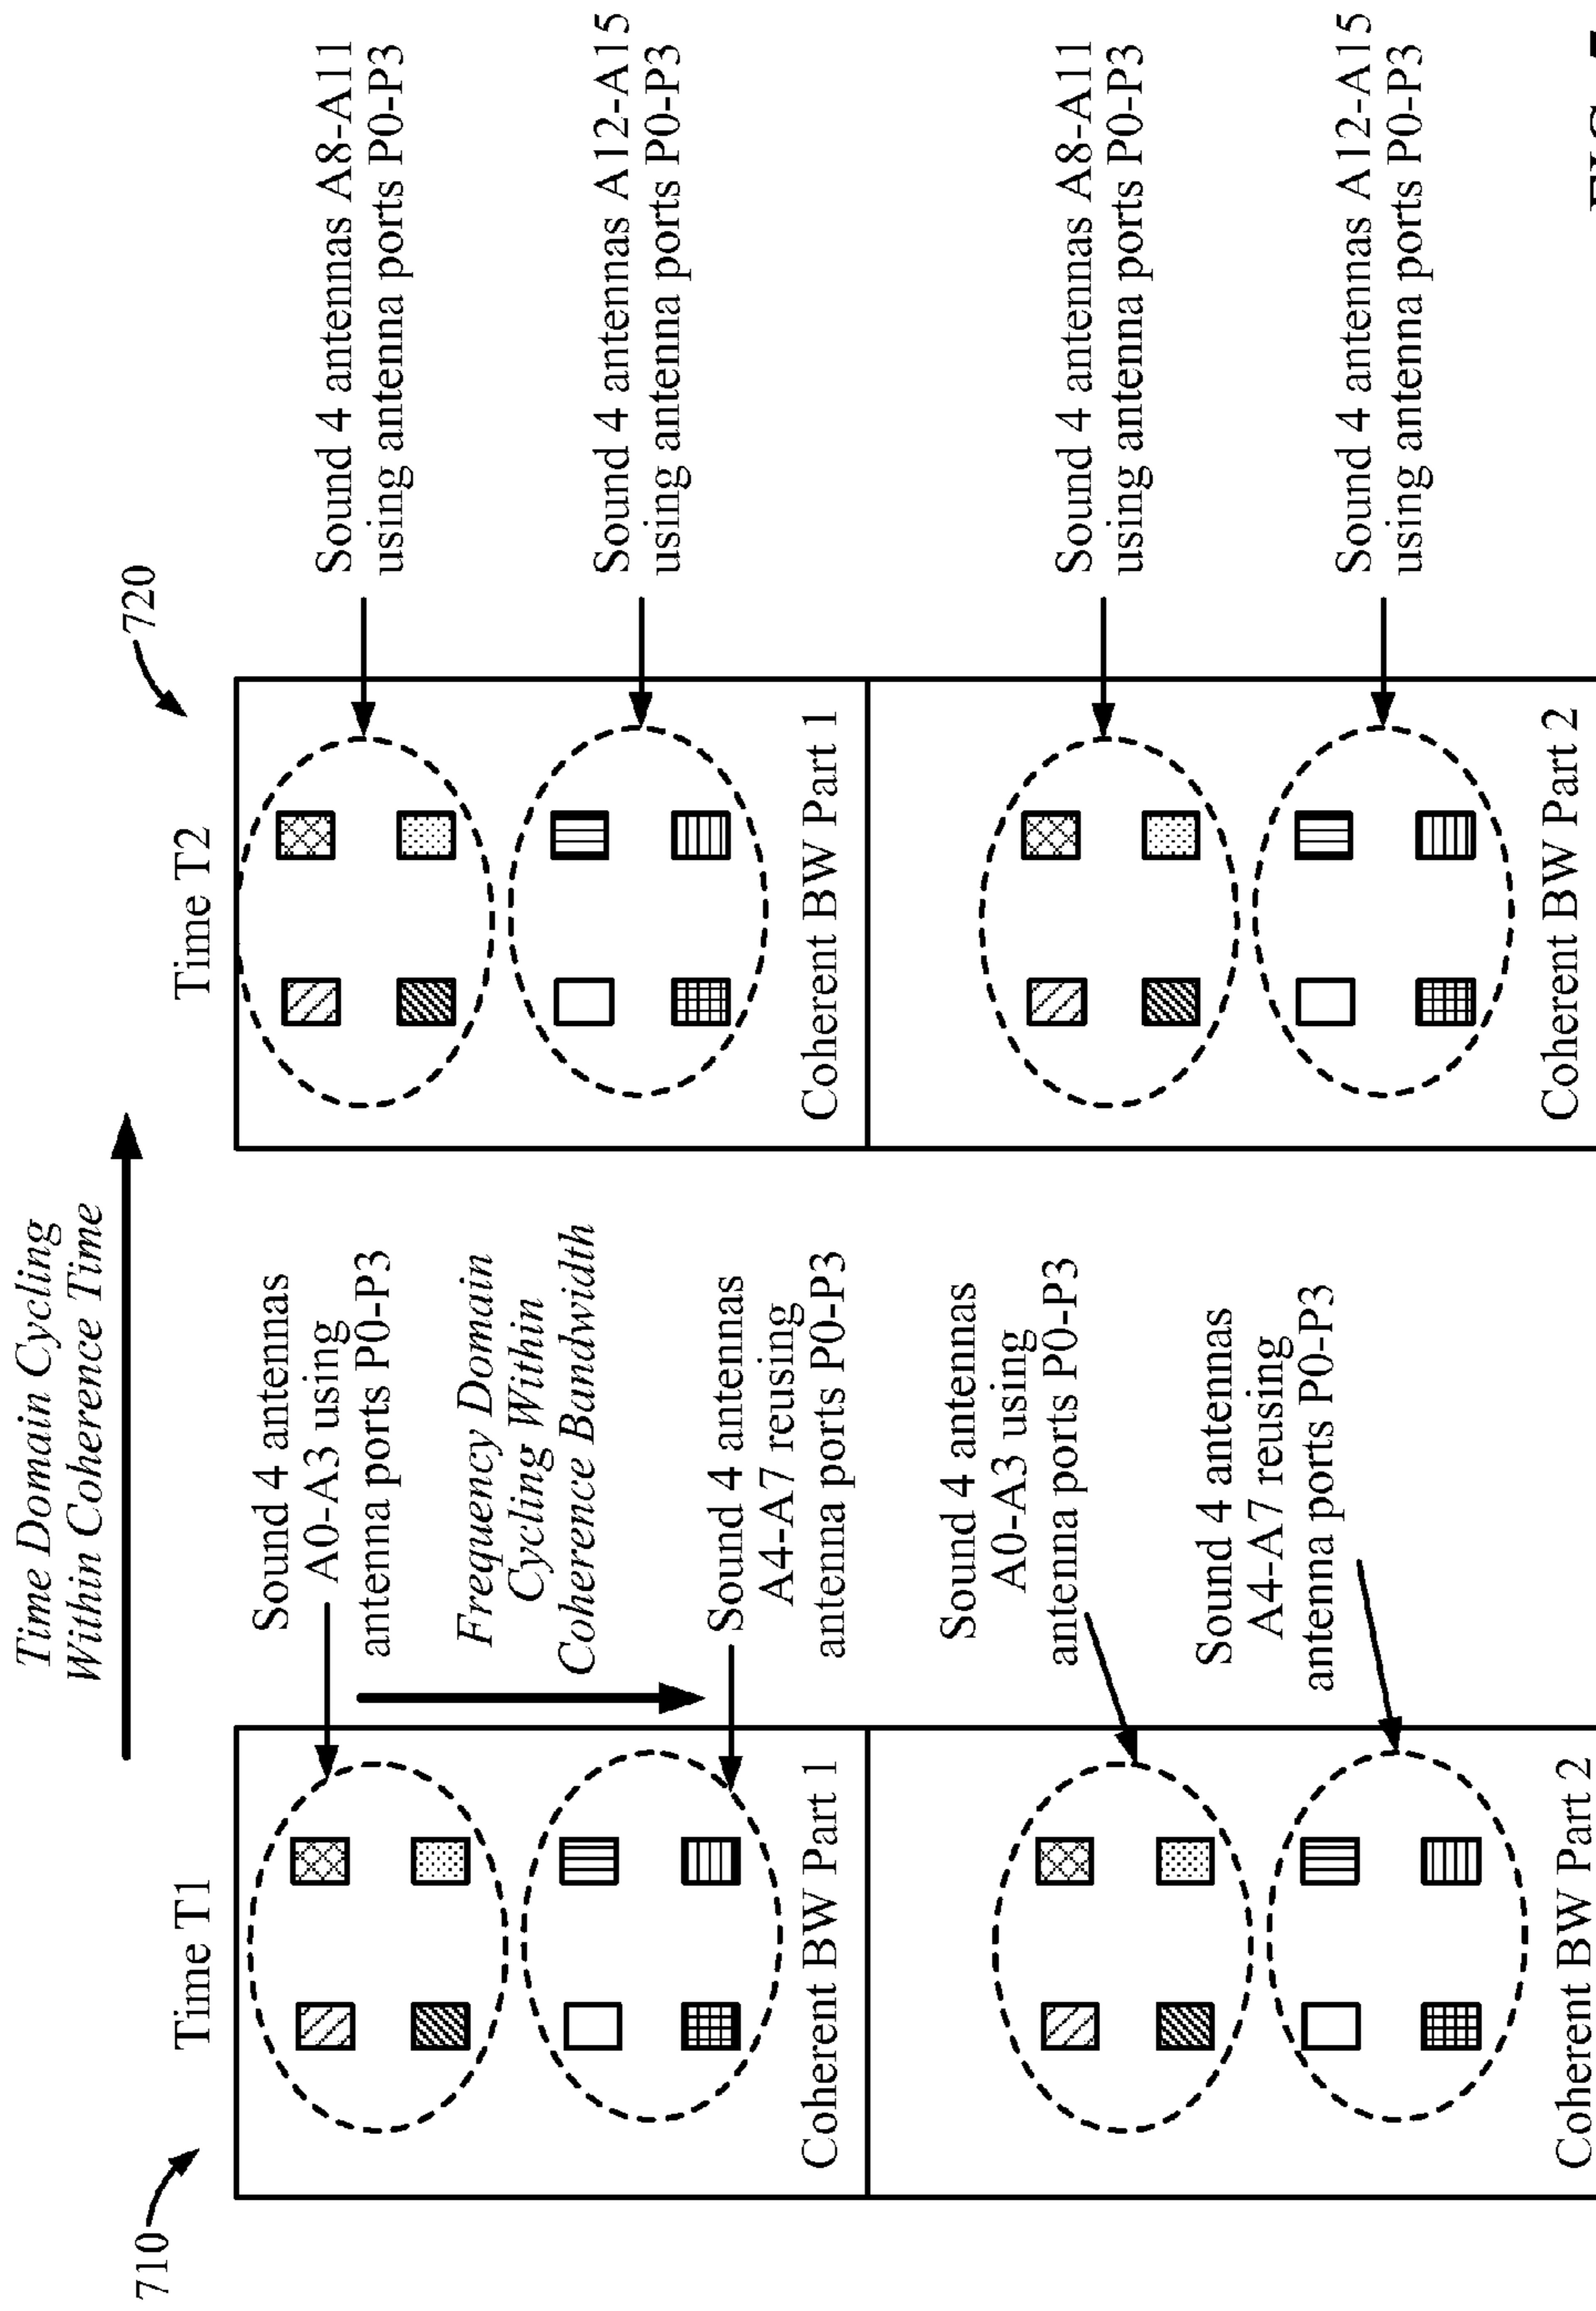 Time Domain Cycling
Within Coherence Time
710
Time T1
Coherent BW Part 1
Coherent BW Part 2
Sound 4 antennas
A0-A3 using
antenna ports P0-P3
Frequency Domain
Cycling Within
Coherence Bandwidth
Sound 4 antennas
A4-A7 reusing
antenna ports P0-P3
Sound 4 antennas
A0-A3 using
antenna ports P0-P3
Sound 4 antennas
A4-A7 reusing
antenna ports P0-P3
720
Time T2
Coherent BW Part 1
Coherent BW Part 2
Sound 4 antennas A8-A11
using antenna ports P0-P3
Sound 4 antennas A12-A15
using antenna ports P0-P3
Sound 4 antennas A8-A11
using antenna ports P0-P3
Sound 4 antennas A12-A15
using antenna ports P0-P3